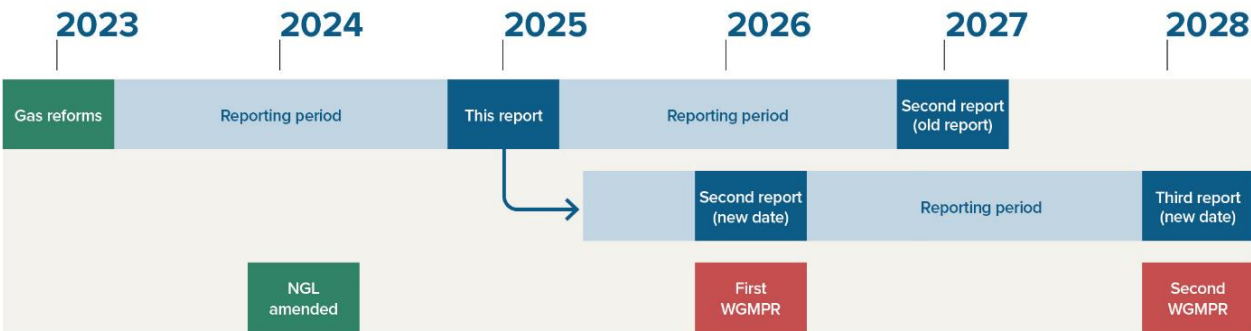 2023 2024 2025 2026 2027 2028
Gas reforms
Reporting period
This report
Reporting period
Second report
(old report)
Second report
(new date)
Reporting period
Third report
(new date)
NGL
amended
First
WGMPR
Second
WGMPR